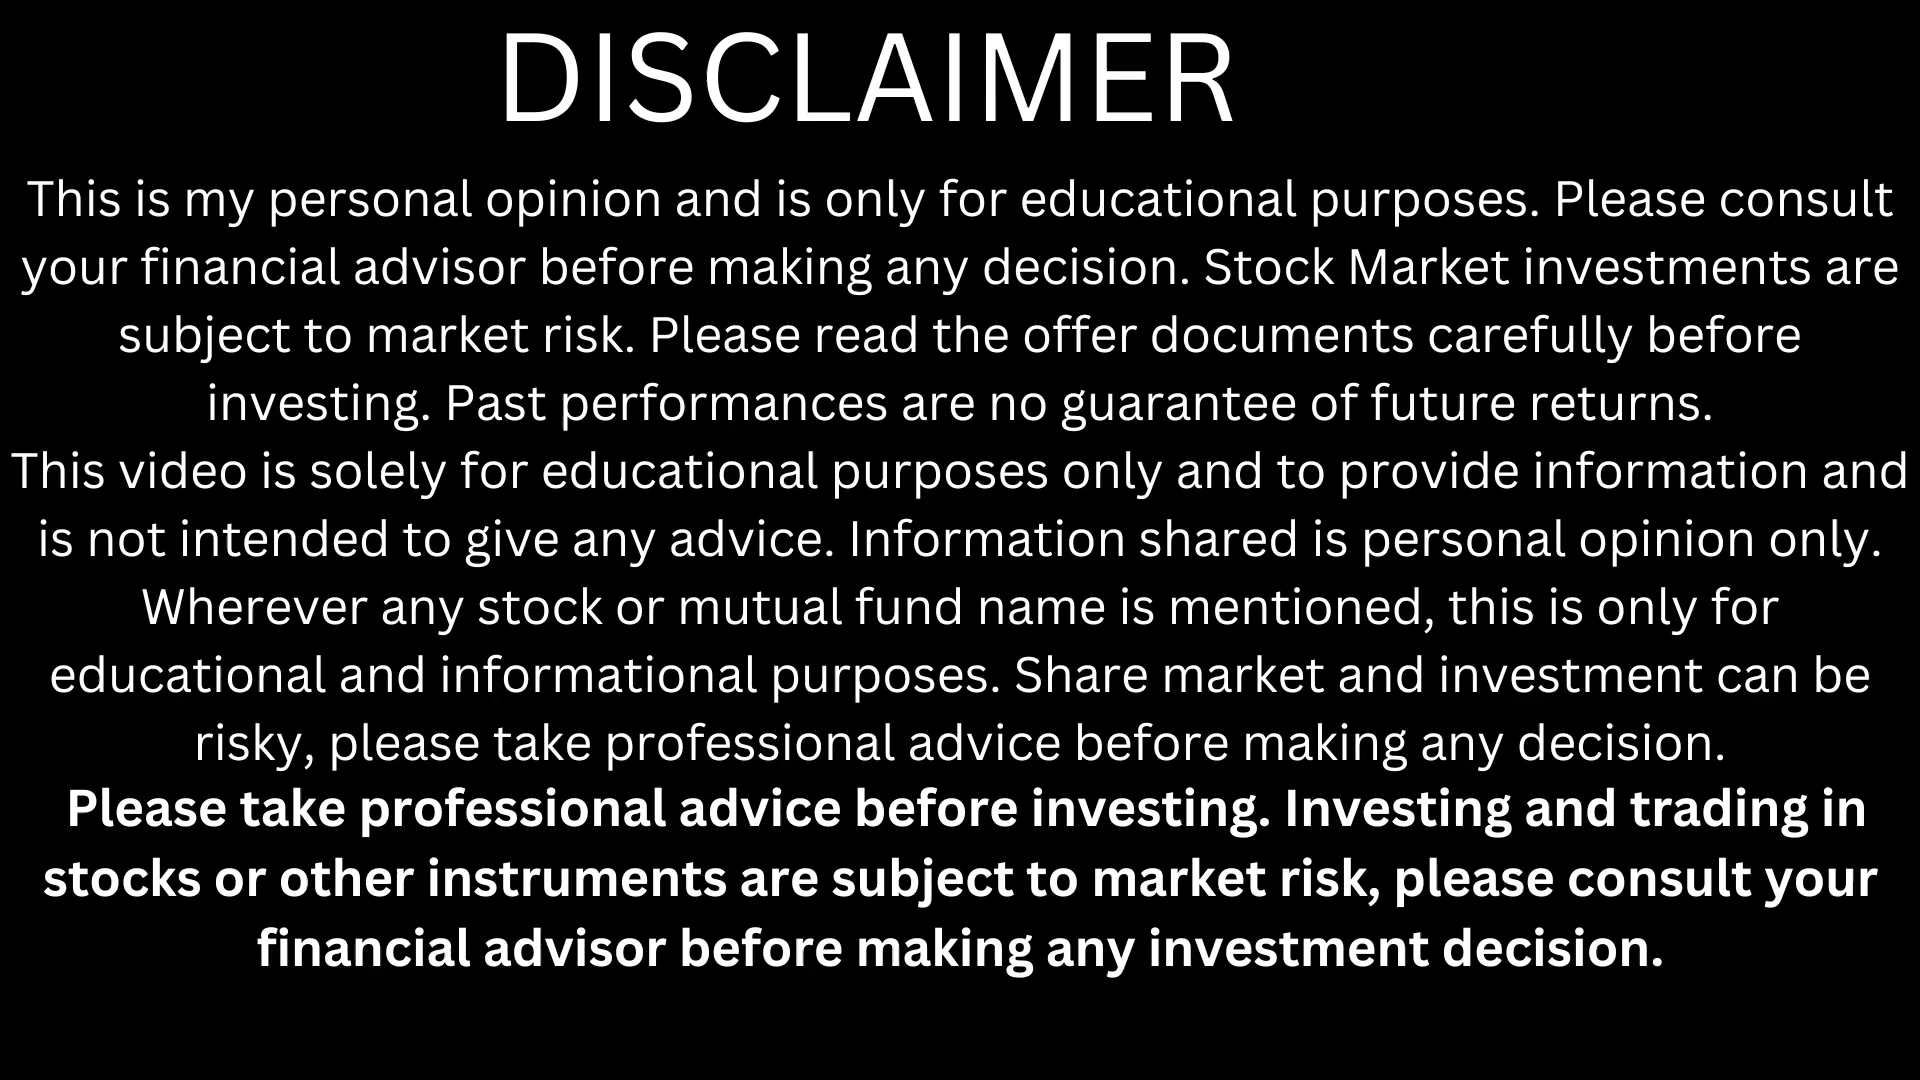 DISCLAIMER
This is my personal opinion and is only for educational purposes. Please consult
your financial advisor before making any decision. Stock Market investments are
subject to market risk. Please read the offer documents carefully before
investing. Past performances are no guarantee of future returns.
This video is solely for educational purposes only and to provide information and
is not intended to give any advice. Information shared is personal opinion only.
Wherever any stock or mutual fund name is mentioned, this is only for
educational and informational purposes. Share market and investment can be
risky, please take professional advice before making any decision.
Please take professional advice before investing. Investing and trading in
stocks or other instruments are subject to market risk, please consult your
financial advisor before making any investment decision.